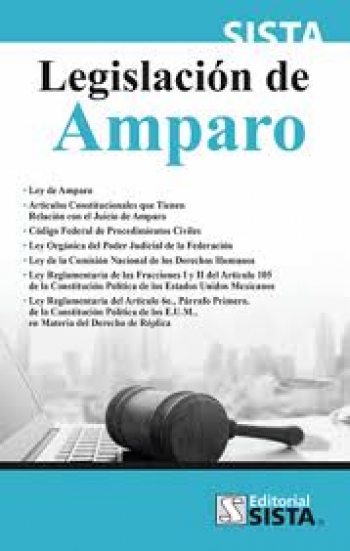 SISTA
Legislación de
Amparo
· Ley de Amparo
· Artículos Constitucionales que Tienen
Relación con el Juicio de Amparo
· Código Federal de Procedimientos Civiles
· Ley Orgánica del Poder Judicial de la Federación
· Ley de la Comisión Nacional de los Derechos Humanos
· Ley Reglamentaria de las Fracciones I y II del Artículo 105
de la Constitución Política de los Estados Unidos Mexicanos
· Ley Reglamentaria del Artículo 6o., Párrafo Primero,
de la Constitución Política de los E.U.M.,
en Materia del Derecho de Réplica
Editorial
SISTA®